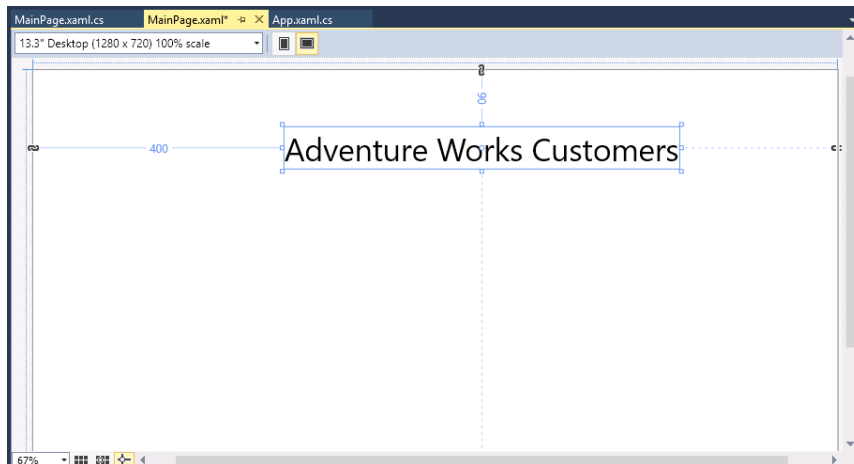 MainPage.xaml.cs MainPage.xaml* App.xaml.cs
13.3" Desktop (1280 x 720) 100% scale
90
400 Adventure Works Customers
67%